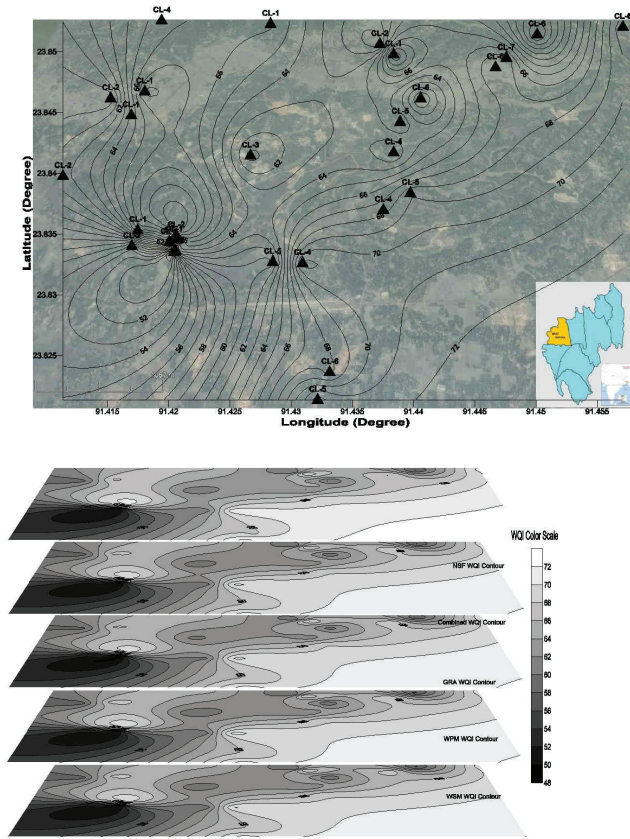 CL-4
CL-1
CL-6
CL-8
23.85
CL-2
CL-1
CL-7
66
64
CL-1
CL-2
CL-6
64
66
62
CL-1
23.845
CL-5
68
CL-3
CL-4
64
62
64
70
23.84
CL-2
CL-5
66
CL-4
68
CL-1
64
23.835
70
CL-5
CL-4
23.83
52
54
56
58
60
62
64
66
68
70
72
23.825
CL-6
CL-5
91.415
91.42
91.425
91.43
91.435
91.44
91.445
91.45
91.455
Latitude (Degree)
Longitude (Degree)
WQI Color Scale
NSF WQI Contour
Combined WQI Contour
GRA WQI Contour
WPM WQI Contour
WSM WQI Contour
72
70
68
66
64
62
60
58
56
54
52
50
48